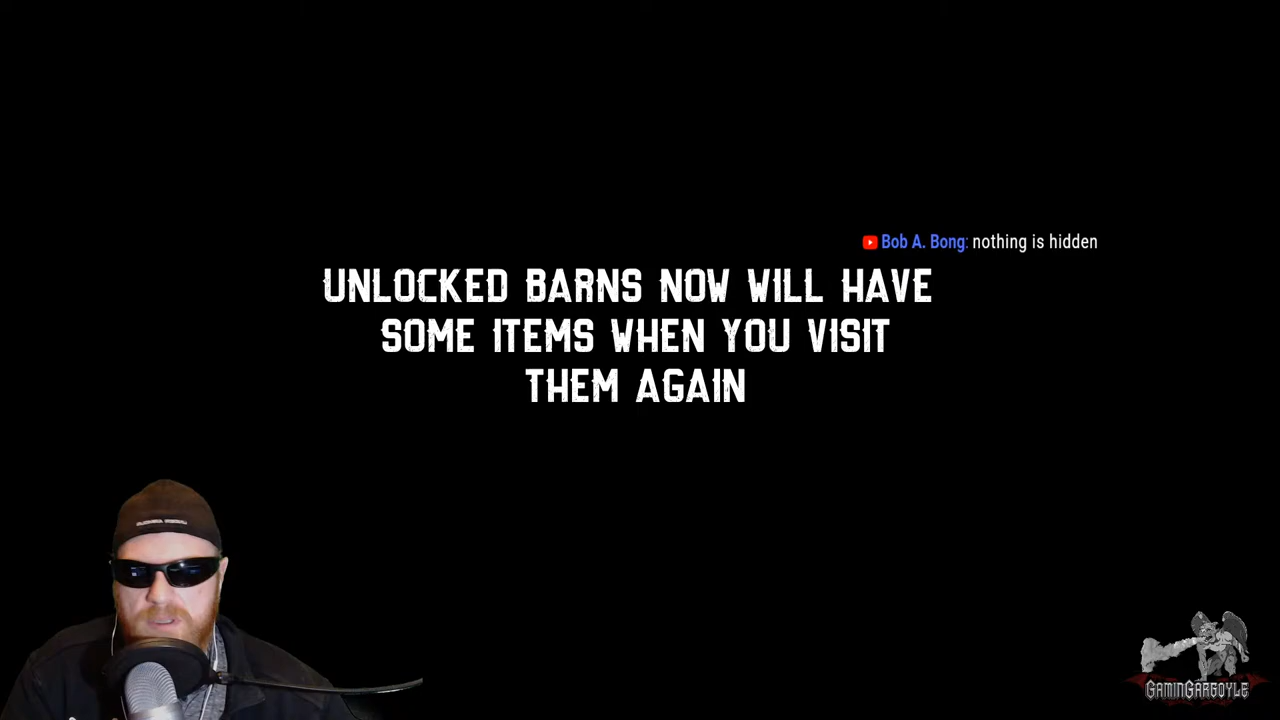 Bob A. Bong: nothing is hidden
UNLOCKED BARNS NOW WILL HAVE
SOME ITEMS WHEN YOU VISIT
THEM AGAIN
GAMINGARGOYLE